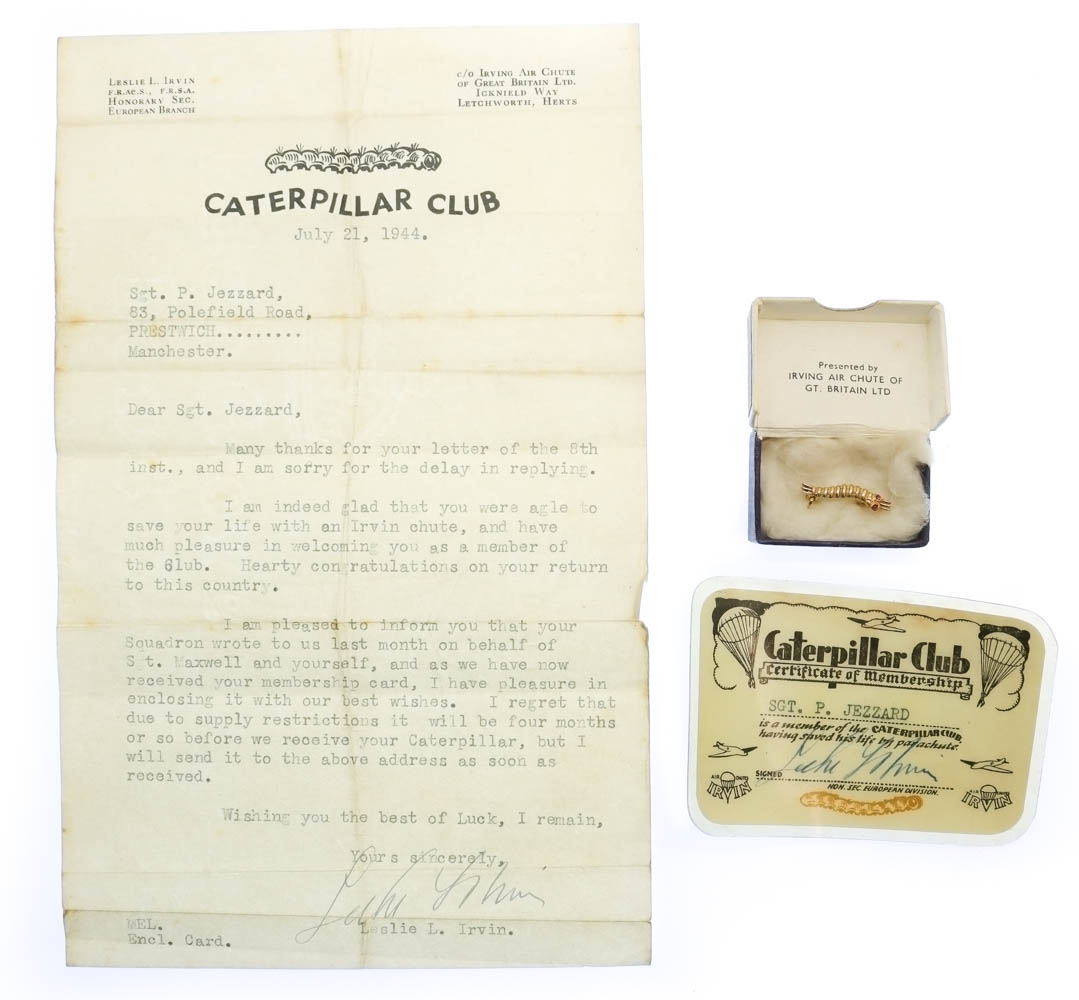 LESLIE L. IRVIN
F.R.AE.S., F.R.S.A.
HONORARY SEC.
EUROPEAN BRANCH
c/o IRVING AIR CHUTE
OF GREAT BRITAIN LTD.
ICKNIELD WAY
LETCHWORTH, HERTS
CATERPILLAR CLUB
July 21, 1944.
Sgt. P. Jezzard,
83, Polefield Road,
PRESTWICH.........
Manchester.
Dear Sgt. Jezzard,
Many thanks for your letter of the 8th
inst., and I am sorry for the delay in replying.
I am indeed glad that you were agle to
save your life with an Irvin chute, and have
much pleasure in welcoming you as a member of
the 6lub. Hearty congratulations on your return
to this country.
I am pleased to inform you that your
Squadron wrote to us last month on behalf of
Sgt. Maxwell and yourself, and as we have now
received your membership card, I have pleasure in
enclosing it with our best wishes. I regret that
due to supply restrictions it will be four months
or so before we receive your Caterpillar, but I
will send it to the above address as soon as
received.
Wishing you the best of Luck, I remain,
Yours sincerely,
Leslie Irvin
Leslie L. Irvin.
MEL.
Encl. Card.
Presented by
IRVING AIR CHUTE OF
GT. BRITAIN LTD
Caterpillar Club
Certificate of Membership
SGT. P. JEZZARD
is a member of the CATERPILLAR CLUB
having saved his life by parachute.
SIGNED Leslie Irvin
HON. SEC. EUROPEAN DIVISION.
AIR CHUTES
IRVIN
AIR CHUTES
IRVIN